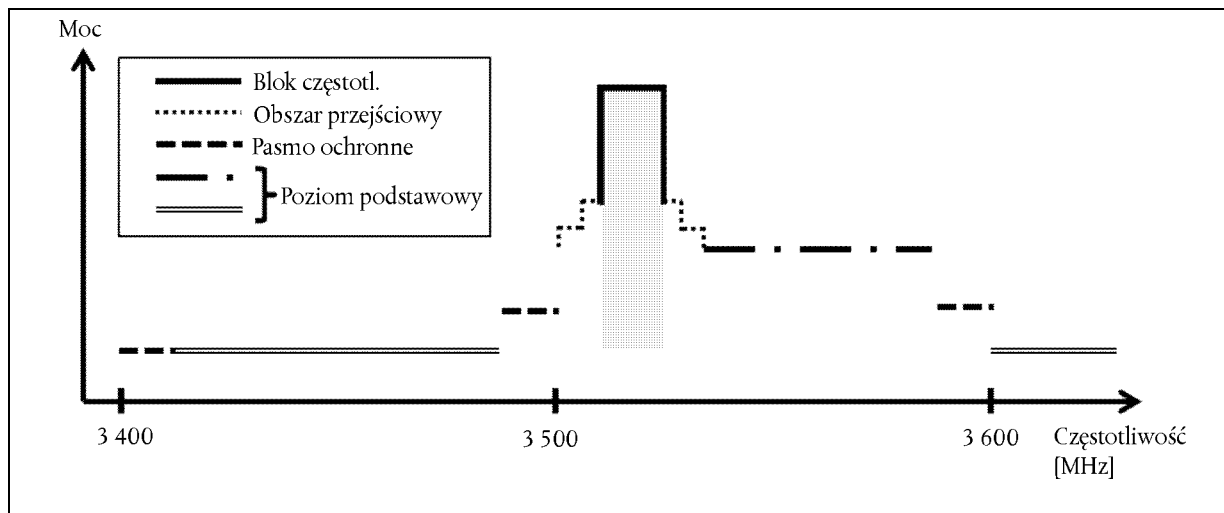 Moc
Blok częstotl.
Obszar przejściowy
Pasmo ochronne
Poziom podstawowy
3 400
3 500
3 600
Częstotliwość
[MHz]